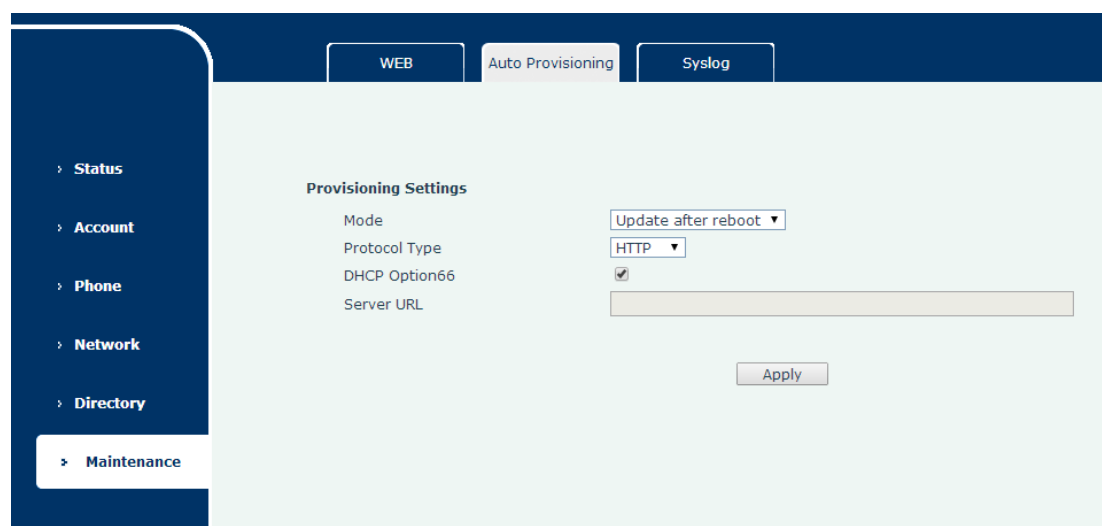 WEB
Auto Provisioning
Syslog
Status
Account
Phone
Network
Directory
Maintenance
Provisioning Settings
Mode Update after reboot
Protocol Type HTTP
DHCP Option66
Server URL
Apply